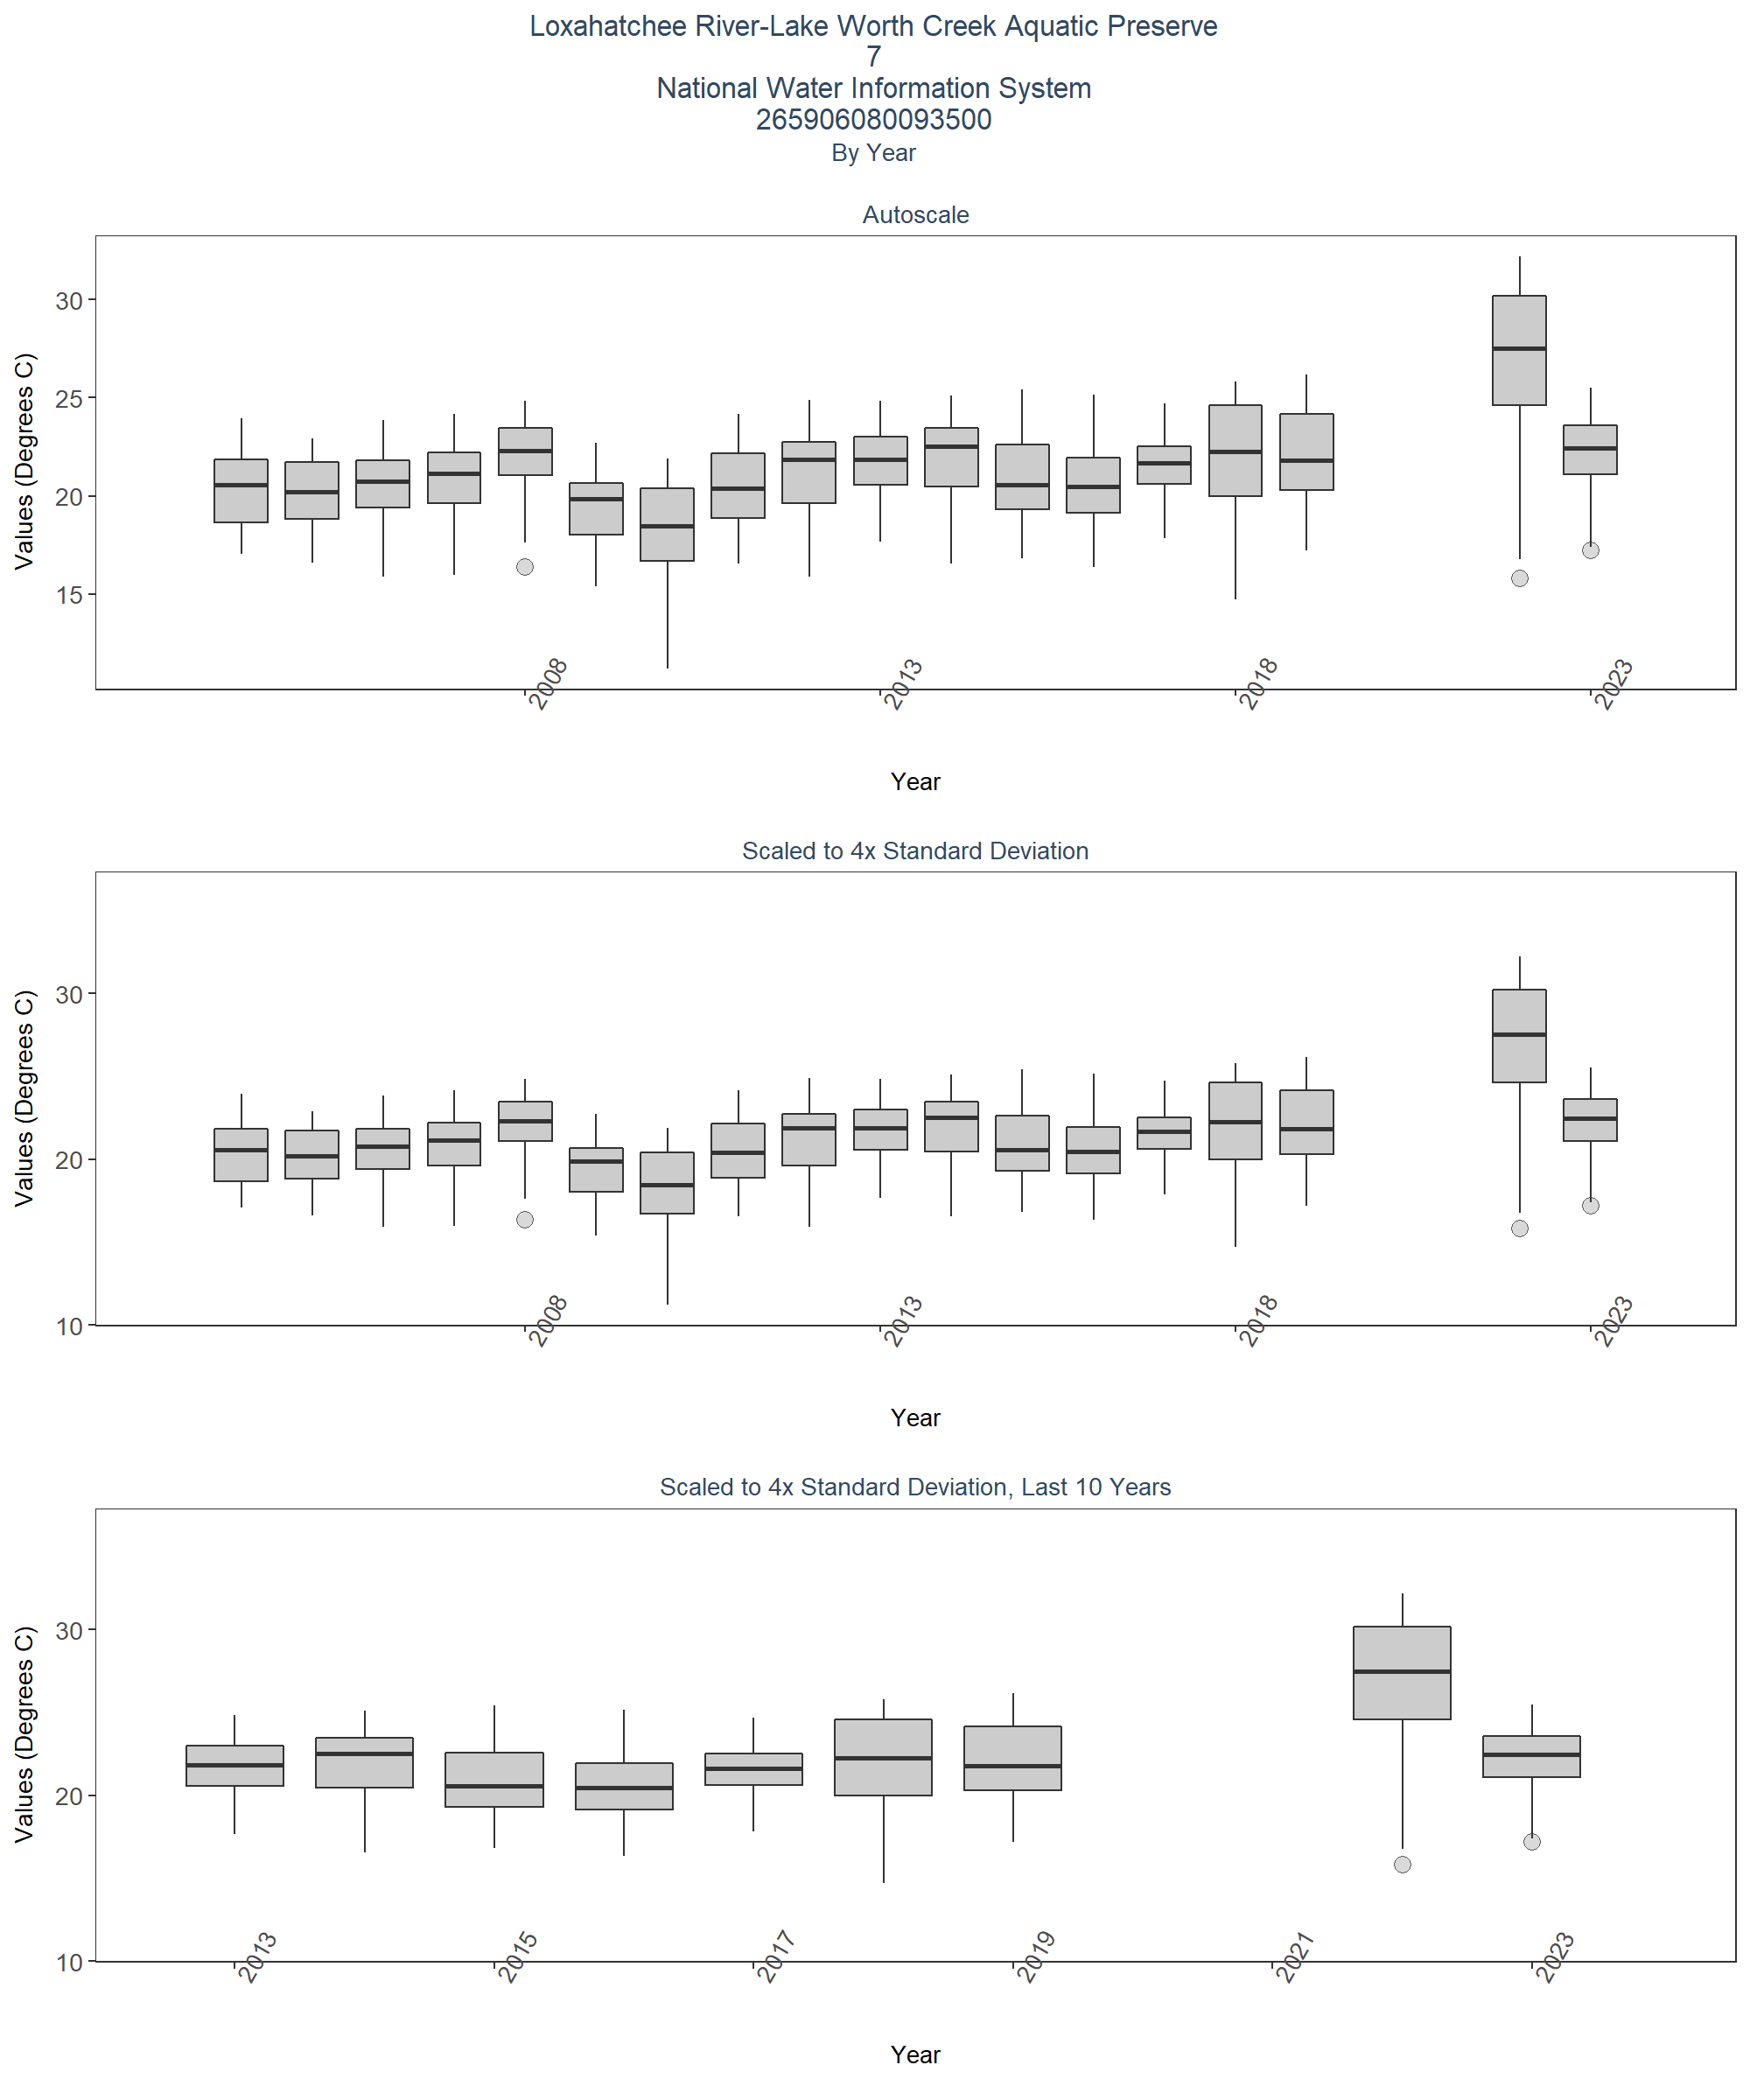 Loxahatchee River-Lake Worth Creek Aquatic Preserve
7
National Water Information System
265906080093500
By Year
Autoscale
Values (Degrees C)
30
25
20
15
2008
2013
2018
2023
Year
Scaled to 4x Standard Deviation
Values (Degrees C)
30
20
10
2008
2013
2018
2023
Year
Scaled to 4x Standard Deviation, Last 10 Years
Values (Degrees C)
30
20
10
2013
2015
2017
2019
2021
2023
Year